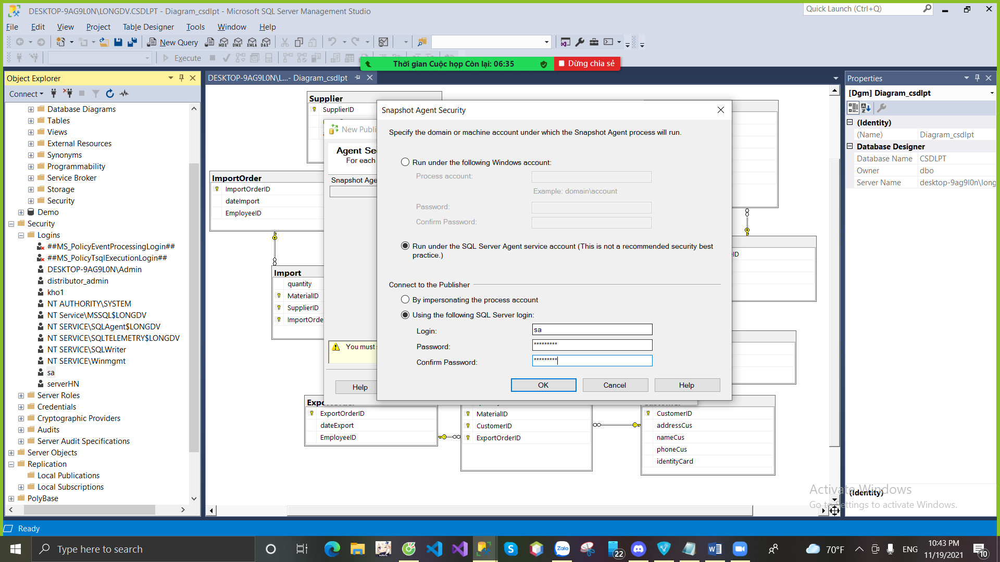 DESKTOP-9AG9L0N\LONGDV.CSDLPT - Diagram_csdlpt - Microsoft SQL Server Management Studio
Quick Launch (Ctrl+Q)
File Edit View Project Table Designer Tools Window Help
New Query
MDX DMX XMLA DAX
Execute
Thời gian Cuộc họp Còn lại: 06:35
Dừng chia sẻ
Object Explorer
Connect
Database Diagrams
Tables
Views
External Resources
Synonyms
Programmability
Service Broker
Storage
Security
Demo
Security
Logins
##MS_PolicyEventProcessingLogin##
##MS_PolicyTsqlExecutionLogin##
DESKTOP-9AG9L0N\Admin
distributor_admin
kho1
NT AUTHORITY\SYSTEM
NT Service\MSSQL$LONGDV
NT SERVICE\SQLAgent$LONGDV
NT SERVICE\SQLTELEMETRY$LONGDV
NT SERVICE\SQLWriter
NT SERVICE\Winmgmt
sa
serverHN
Server Roles
Credentials
Cryptographic Providers
Audits
Server Audit Specifications
Server Objects
Replication
Local Publications
Local Subscriptions
PolyBase
DESKTOP-9AG9L0N\L...- Diagram_csdlpt
Supplier
SupplierID
ImportOrder
ImportOrderID
dateImport
EmployeeID
Import
quantity
MaterialID
SupplierID
ImportOrde
New Publi
Agent Se
For each
Snapshot Age
You must
Help
Snapshot Agent Security
Specify the domain or machine account under which the Snapshot Agent process will run.
Run under the following Windows account:
Process account:
Example: domain\account
Password:
Confirm Password:
Run under the SQL Server Agent service account (This is not a recommended security best
practice.)
Connect to the Publisher
By impersonating the process account
Using the following SQL Server login:
Login:
sa
Password:
*********
Confirm Password:
*********
OK Cancel Help
ID
ExportOrder
ExportOrderID
dateExport
EmployeeID
MaterialID
CustomerID
ExportOrderID
Customer
CustomerID
addressCus
nameCus
phoneCus
identityCard
Properties
[Dgm] Diagram_csdlpt
(Identity)
(Name) Diagram_csdlpt
Database Designer
Database Name CSDLPT
Owner dbo
Server Name desktop-9ag9l0n\long
(Identity)
Activate Windows
Go to Settings to activate Windows.
Ready
Type here to search
Zalo
22
70°F
ENG
10:43 PM
11/19/2021
10